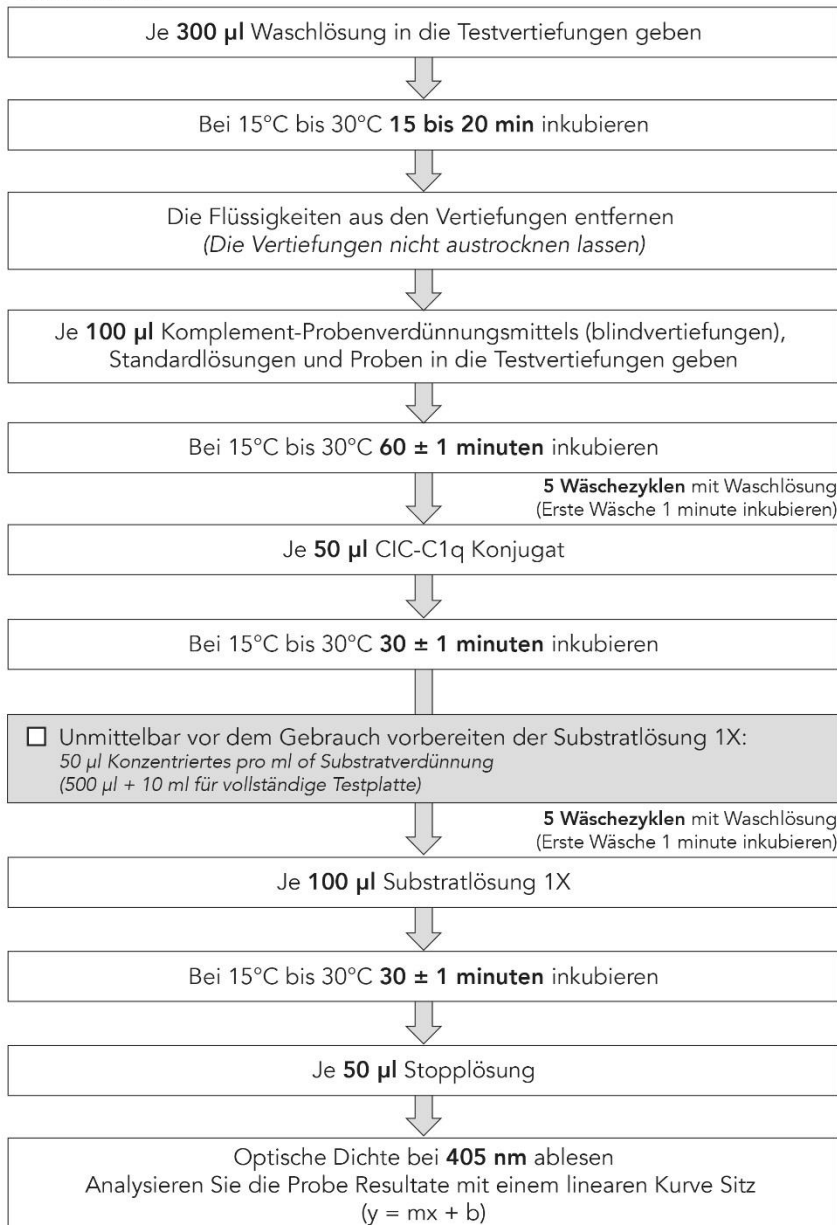 Je 300 µl Waschlösung in die Testvertiefungen geben
Bei 15°C bis 30°C 15 bis 20 min inkubieren
Die Flüssigkeiten aus den Vertiefungen entfernen
(Die Vertiefungen nicht austrocknen lassen)
Je 100 µl Komplement-Probenverdünnungsmittels (blindvertiefungen),
Standardlösungen und Proben in die Testvertiefungen geben
Bei 15°C bis 30°C 60 ± 1 minuten inkubieren
5 Wäschezyklen mit Waschlösung
(Erste Wäsche 1 minute inkubieren)
Je 50 µl CIC-C1q Konjugat
Bei 15°C bis 30°C 30 ± 1 minuten inkubieren
☐ Unmittelbar vor dem Gebrauch vorbereiten der Substratlösung 1X:
50 µl Konzentriertes pro ml of Substratverdünnung
(500 µl + 10 ml für vollständige Testplatte)
5 Wäschezyklen mit Waschlösung
(Erste Wäsche 1 minute inkubieren)
Je 100 µl Substratlösung 1X
Bei 15°C bis 30°C 30 ± 1 minuten inkubieren
Je 50 µl Stopplösung
Optische Dichte bei 405 nm ablesen
Analysieren Sie die Probe Resultate mit einem linearen Kurve Sitz
(y = mx + b)